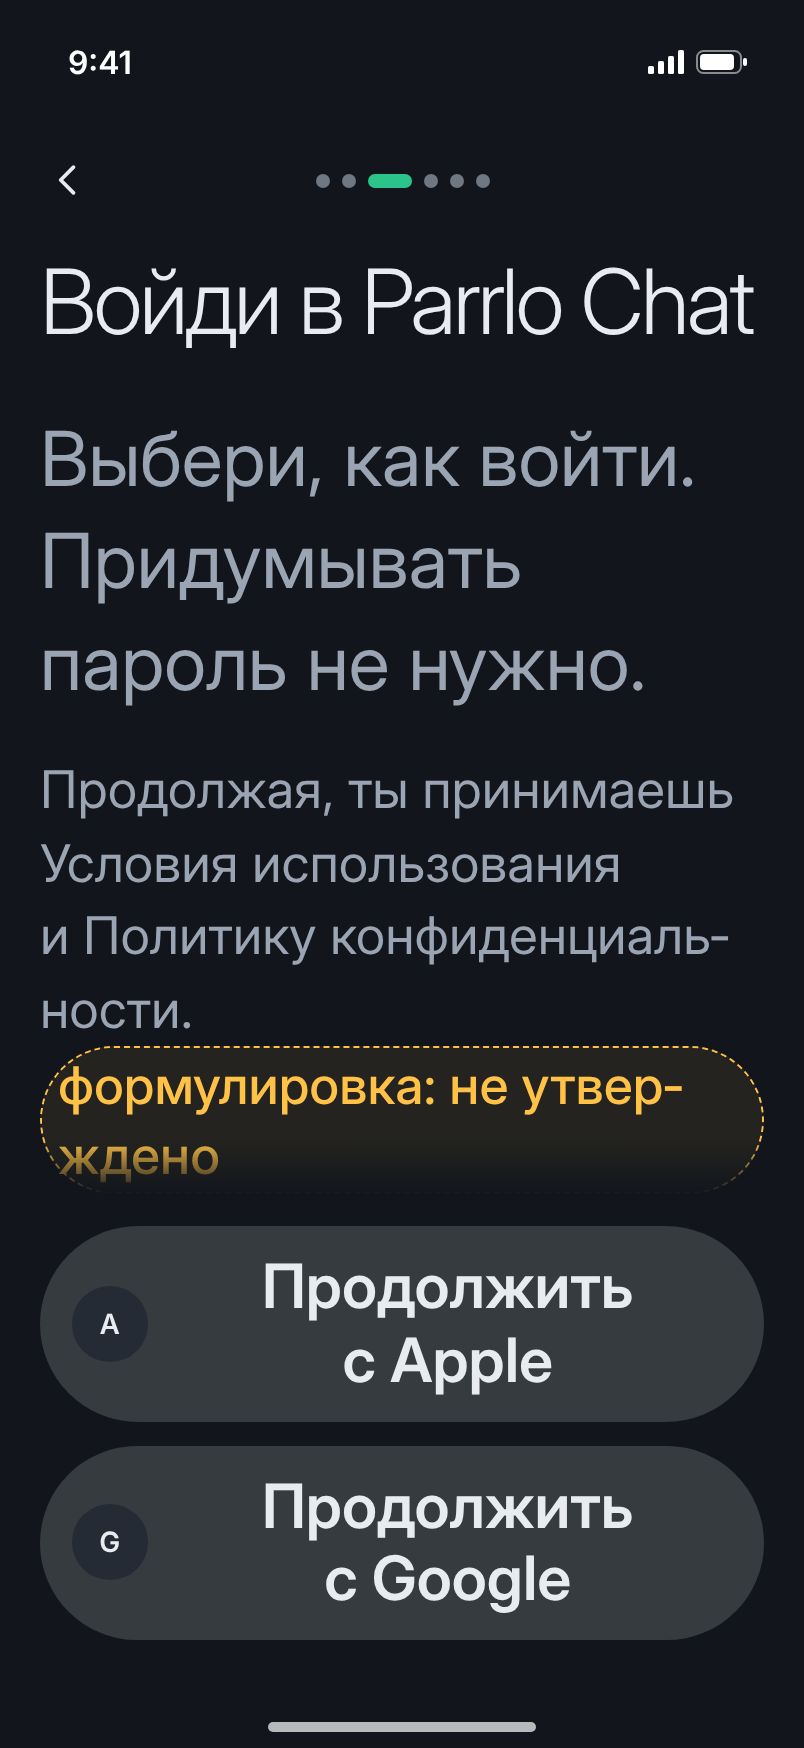 9:41
Войди в Parrlo Chat
Выбери, как войти.
Придумывать
пароль не нужно.
Продолжая, ты принимаешь
Условия использования
и Политику конфиденциаль-
ности.
формулировка: не утвер-
ждено
A
Продолжить
с Apple
G
Продолжить
с Google